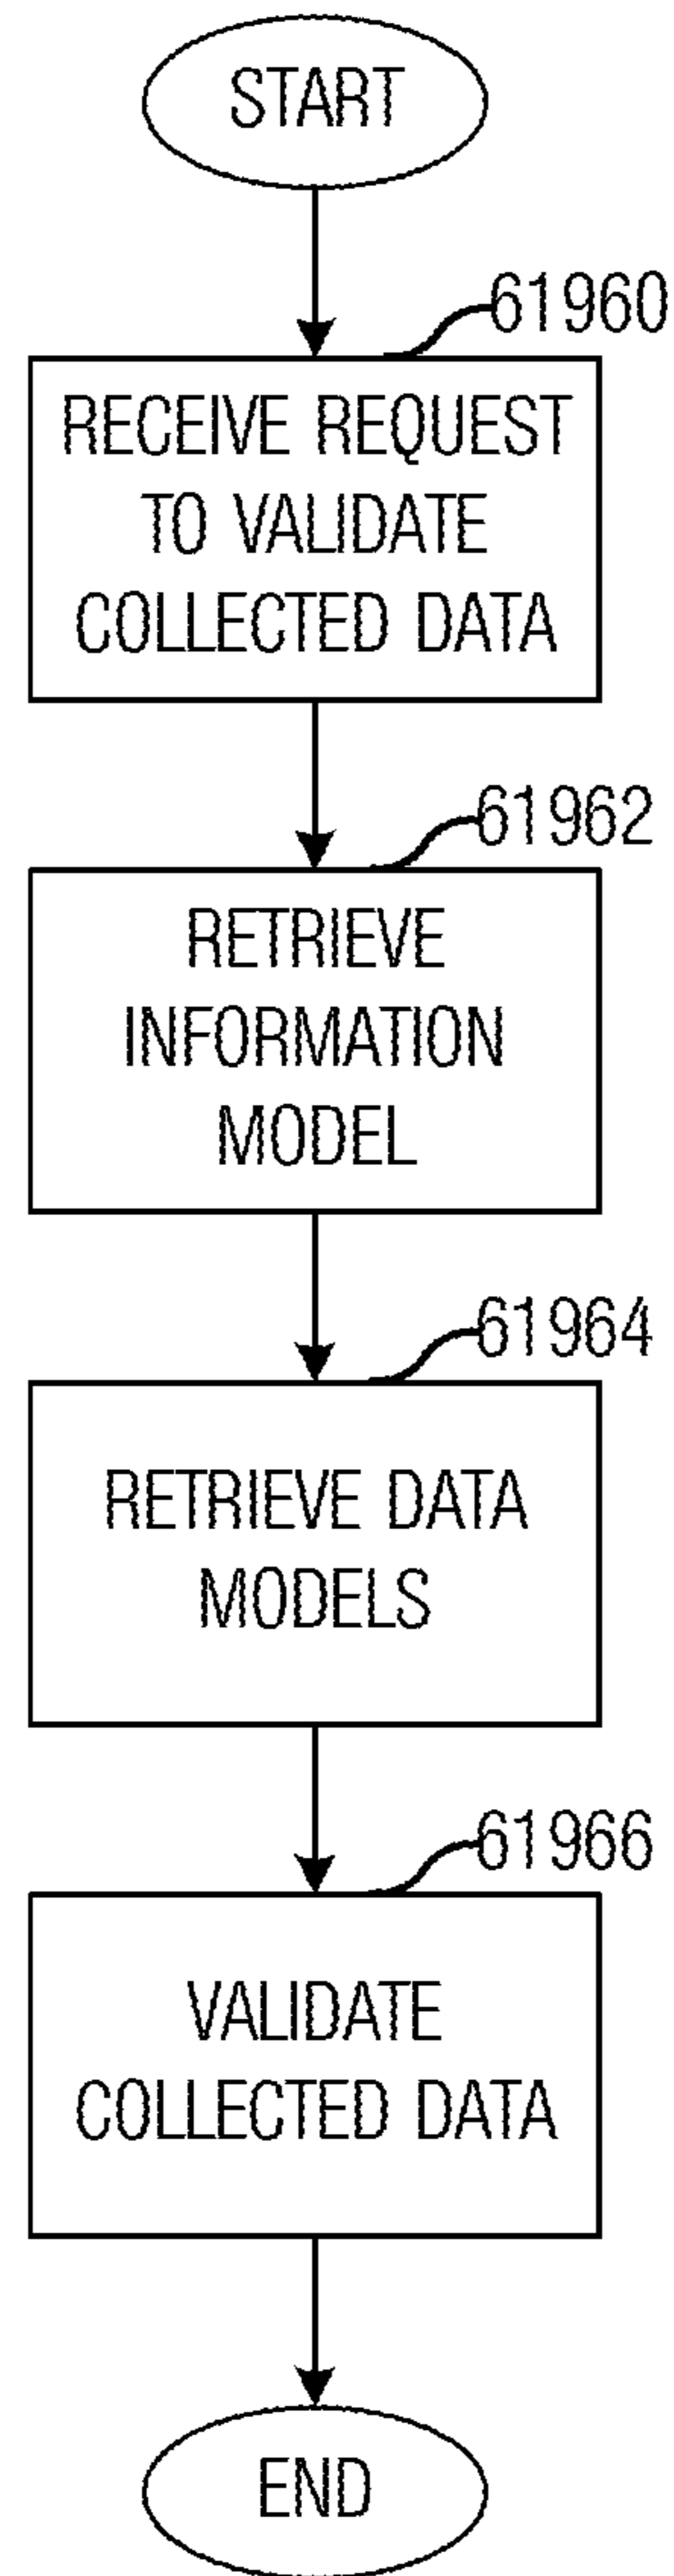 START
61960
RECEIVE REQUEST
TO VALIDATE
COLLECTED DATA
61962
RETRIEVE
INFORMATION
MODEL
61964
RETRIEVE DATA
MODELS
61966
VALIDATE
COLLECTED DATA
END